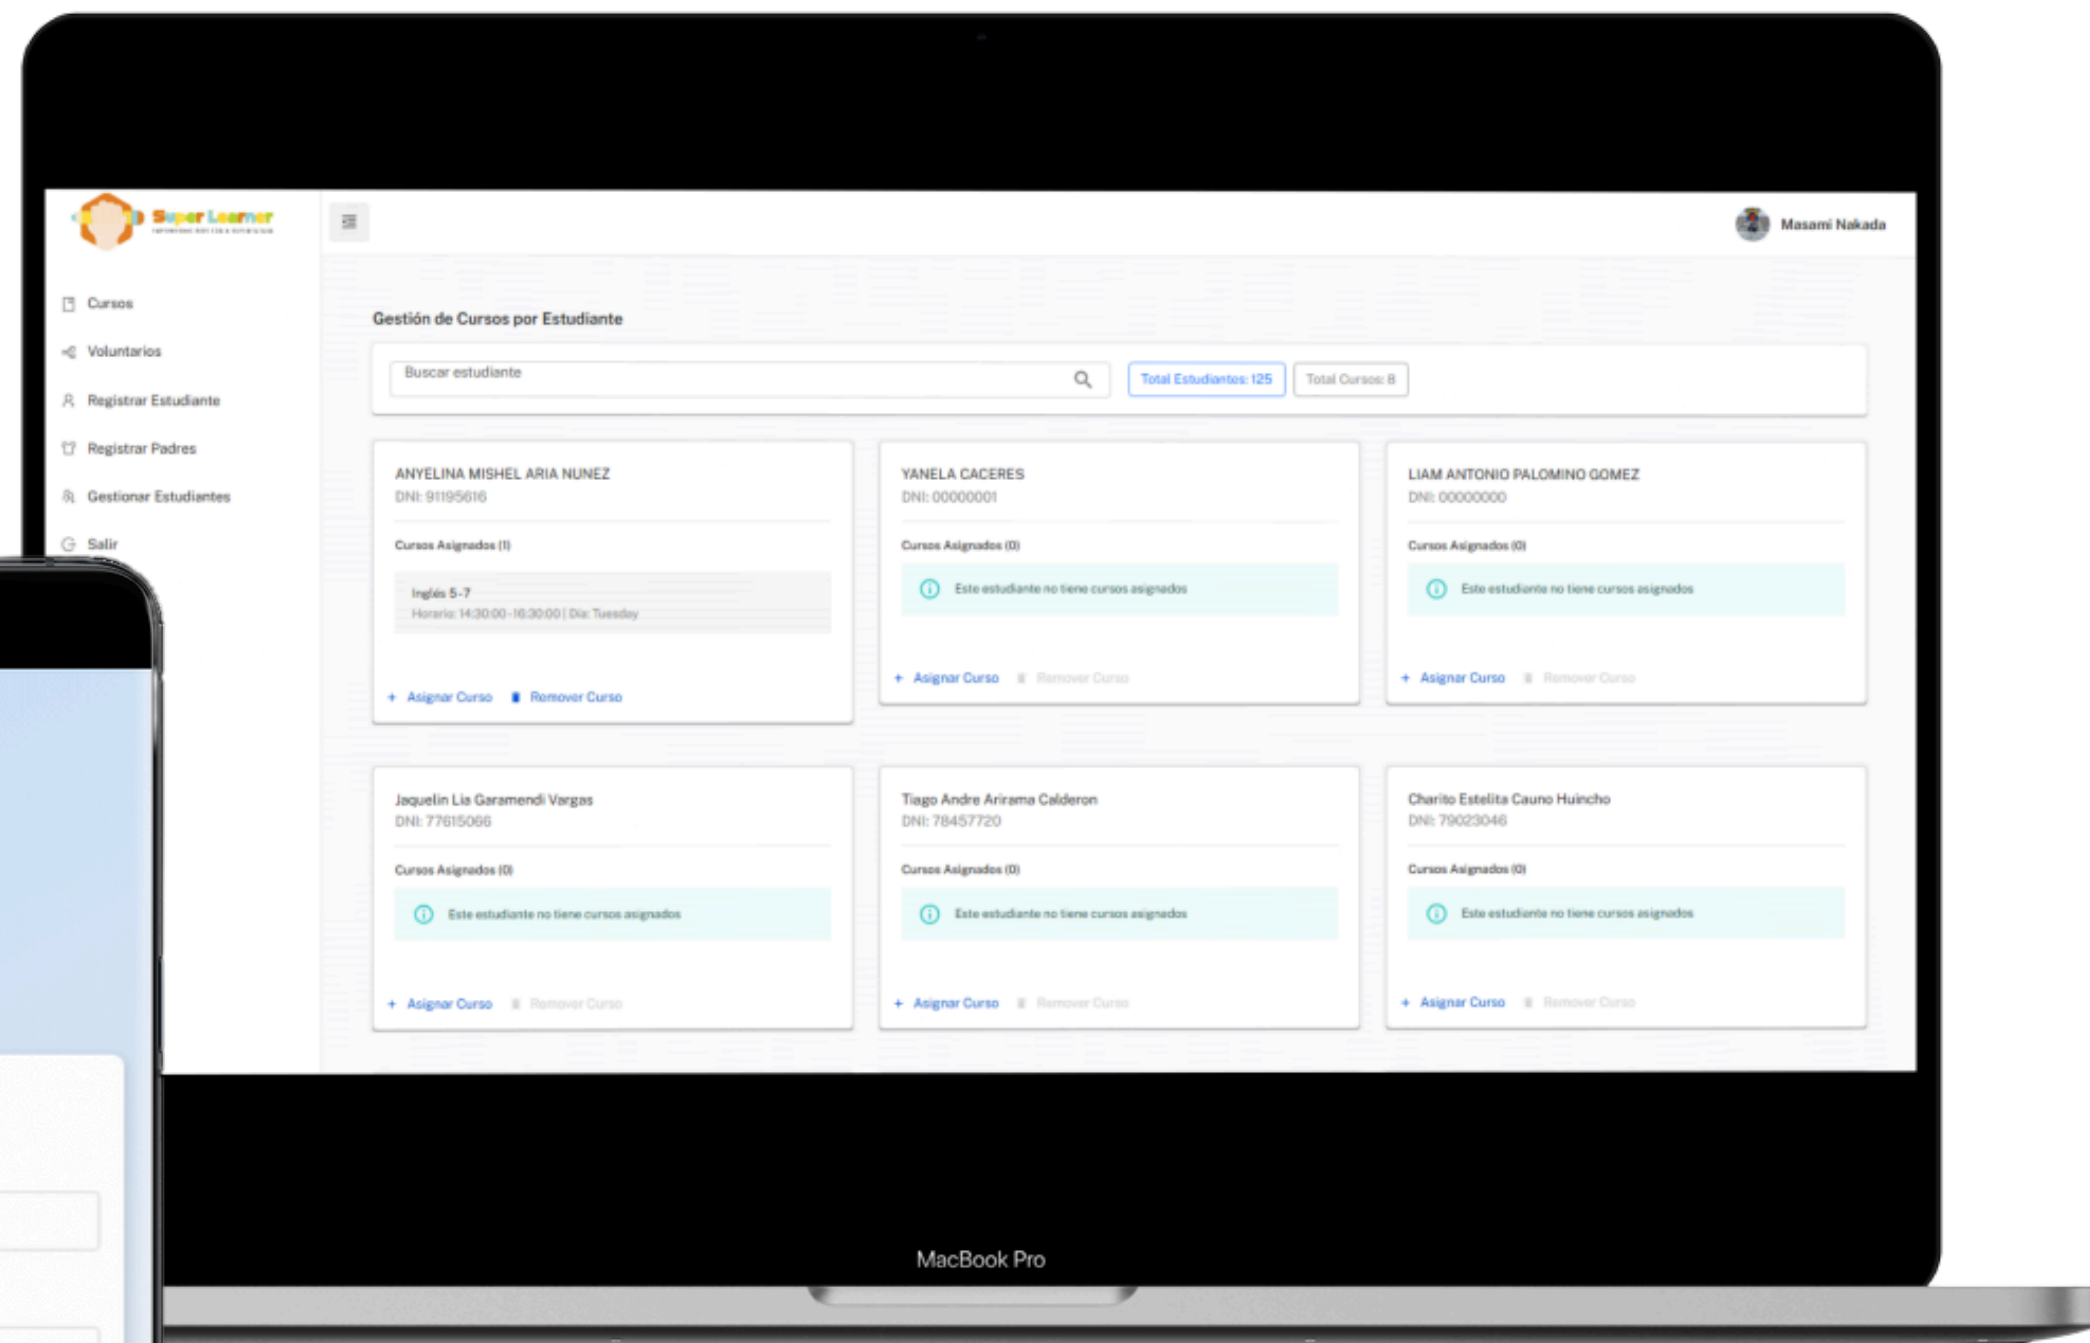 Super Learner
Masami Nakada
Cursos
Voluntarios
Registrar Estudiante
Registrar Padres
Gestionar Estudiantes
Salir
Gestión de Cursos por Estudiante
Buscar estudiante
Total Estudiantes: 125
Total Cursos: 8
ANYELINA MISHEL ARIA NUNEZ
DNI: 91195616
Cursos Asignados (1)
Inglés 5-7
Horario: 14:30:00-16:30:00 | Dia: Tuesday
+ Asignar Curso Remover Curso
YANELA CACERES
DNI: 00000001
Cursos Asignados (0)
Este estudiante no tiene cursos asignados
+ Asignar Curso Remover Curso
LIAM ANTONIO PALOMINO GOMEZ
DNI: 00000000
Cursos Asignados (0)
Este estudiante no tiene cursos asignados
+ Asignar Curso Remover Curso
Jaquelin Lia Garamendi Vargas
DNI: 77615066
Cursos Asignados (0)
Este estudiante no tiene cursos asignados
+ Asignar Curso Remover Curso
Tiago Andre Arirama Calderon
DNI: 78457720
Cursos Asignados (0)
Este estudiante no tiene cursos asignados
+ Asignar Curso Remover Curso
Charito Estelita Cauno Huincho
DNI: 79023046
Cursos Asignados (0)
Este estudiante no tiene cursos asignados
+ Asignar Curso Remover Curso
MacBook Pro